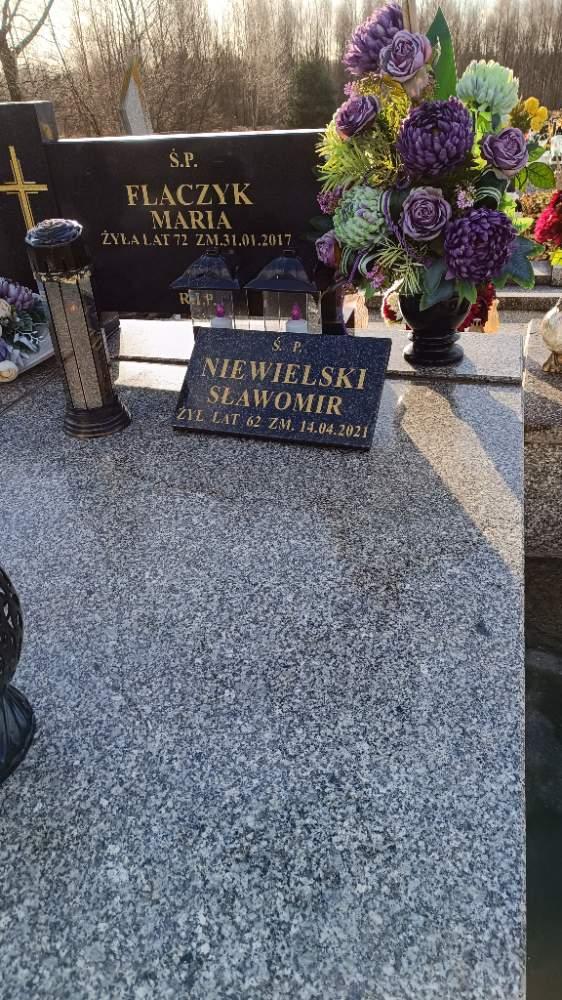 Ś.P.
FLACZYK
MARIA
ŻYŁA LAT 72 ZM.31.01.2017
R.I.P.
Ś. P.
NIEWIELSKI
SŁAWOMIR
ŻYŁ LAT 62 ZM. 14.04.2021